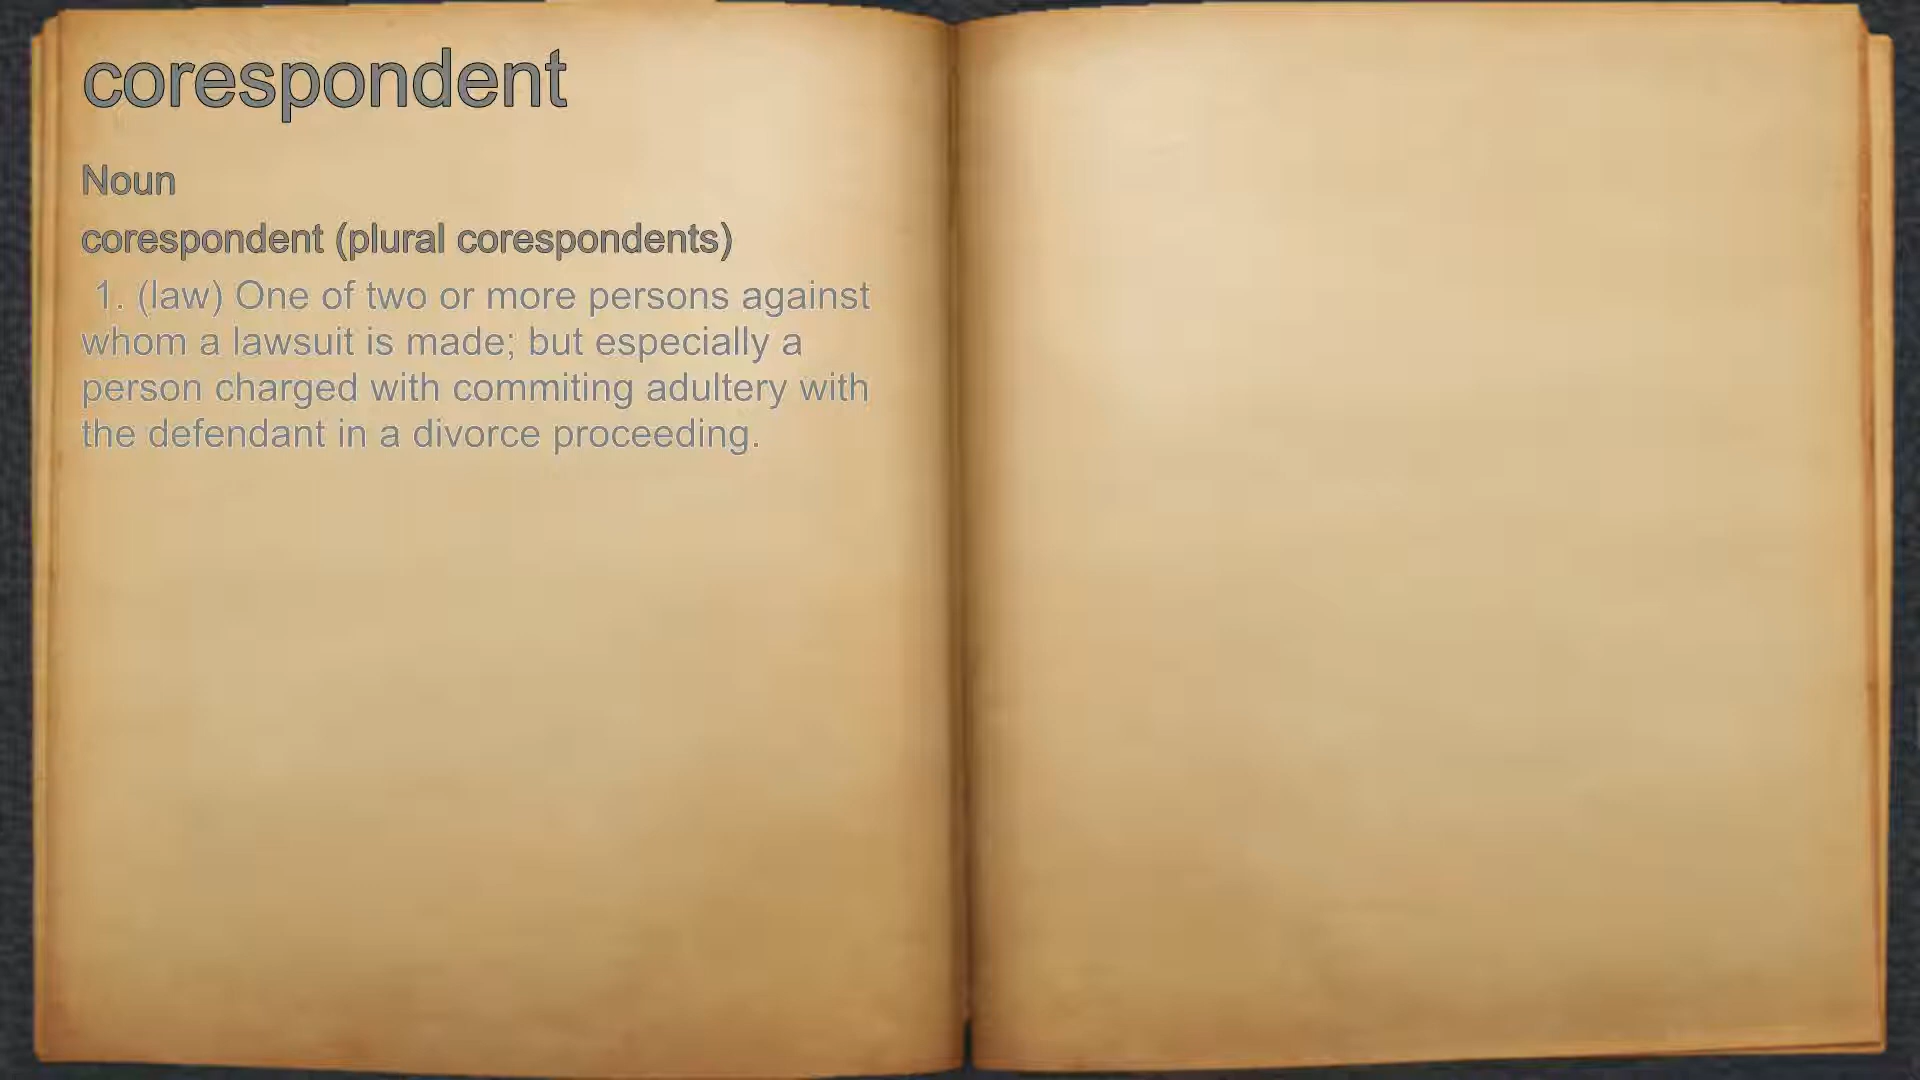 corespondent
Noun
corespondent (plural corespondents)
1. (law) One of two or more persons against
whom a lawsuit is made; but especially a
person charged with commiting adultery with
the defendant in a divorce proceeding.